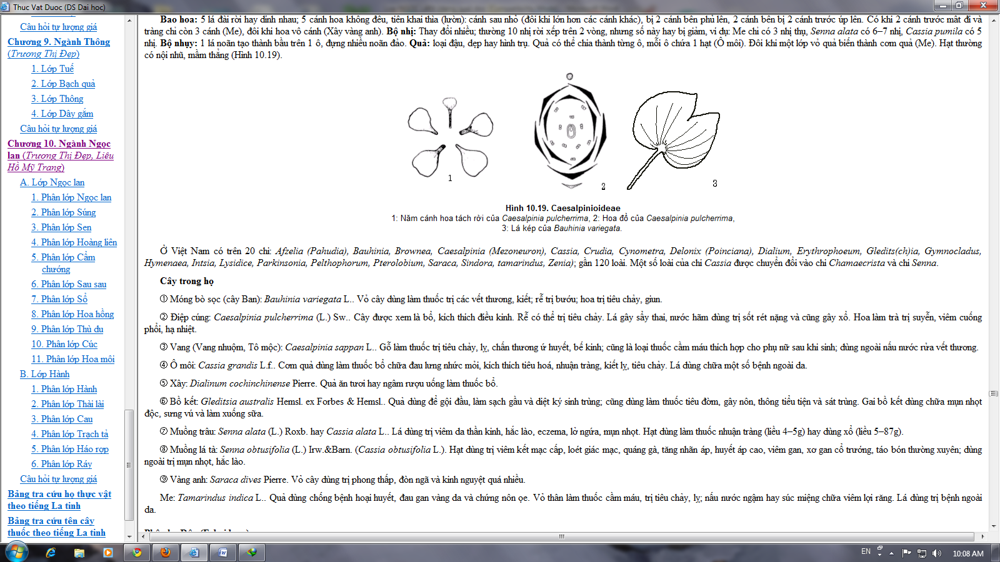 Thuc Vat Duoc (DS Dai hoc)
Câu hỏi tự lượng giá
Chương 9. Ngành Thông
(Trương Thị Đẹp)
1. Lớp Tuế
2. Lớp Bạch quả
3. Lớp Thông
4. Lớp Dây gắm
Câu hỏi tự lượng giá
Chương 10. Ngành Ngọc
lan (Trương Thị Đẹp, Liêu
Hồ Mỹ Trang)
A. Lớp Ngọc lan
1. Phân lớp Ngọc lan
2. Phân lớp Súng
3. Phân lớp Sen
4. Phân lớp Hoàng liên
5. Phân lớp Cẩm
chướng
6. Phân lớp Sau sau
7. Phân lớp Sổ
8. Phân lớp Hoa hồng
9. Phân lớp Thù du
10. Phân lớp Cúc
11. Phân lớp Hoa môi
B. Lớp Hành
1. Phân lớp Hành
2. Phân lớp Thài lài
3. Phân lớp Cau
4. Phân lớp Trạch tả
5. Phân lớp Háo rợp
6. Phân lớp Ráy
Câu hỏi tự lượng giá
Bảng tra cứu họ thực vật
theo tiếng La tinh
Bảng tra cứu tên cây
thuốc theo tiếng La tinh
Bao hoa: 5 lá đài rời hay dính nhau; 5 cánh hoa không đều, tiền khai thìa (lườn): cánh sau nhỏ (đôi khi lớn hơn các cánh khác), bị 2 cánh bên phủ lên, 2 cánh bên bị 2 cánh trước úp lên. Có khi 2 cánh trước mất đi và
tràng chỉ còn 3 cánh (Me), đôi khi hoa vô cánh (Xây vàng anh). Bộ nhị: Thay đổi nhiều; thường 10 nhị rời xếp trên 2 vòng, nhưng số này hay bị giảm, ví dụ: Me chỉ có 3 nhị thụ, Senna alata có 6–7 nhị, Cassia pumila có 5
nhị. Bộ nhụy: 1 lá noãn tạo thành bầu trên 1 ô, đựng nhiều noãn đảo. Quả: loại đậu, dẹp hay hình trụ. Quả có thể chia thành từng ô, mỗi ô chứa 1 hạt (Ô môi). Đôi khi một lớp vỏ quả biến thành cơm quả (Me). Hạt thường
có nội nhũ, mầm thẳng (Hình 10.19).
1
2
3
Hình 10.19. Caesalpinioideae
1: Năm cánh hoa tách rời của Caesalpinia pulcherrima, 2: Hoa đồ của Caesalpinia pulcherrima,
3: Lá kép của Bauhinia variegata.
Ở Việt Nam có trên 20 chi: Afzelia (Pahudia), Bauhinia, Brownea, Caesalpinia (Mezoneuron), Cassia, Crudia, Cynometra, Delonix (Poinciana), Dialium, Erythrophoeum, Gledits(ch)ia, Gymnocladus,
Hymenaea, Intsia, Lysidice, Parkinsonia, Pelthophorum, Pterolobium, Saraca, Sindora, tamarindus, Zenia); gần 120 loài. Một số loài của chi Cassia được chuyển đổi vào chi Chamaecrista và chi Senna.
Cây trong họ
① Móng bò sọc (cây Ban): Bauhinia variegata L.. Vỏ cây dùng làm thuốc trị các vết thương, kiết; rễ trị bướu; hoa trị tiêu chảy, giun.
② Điệp cúng: Caesalpinia pulcherrima (L.) Sw.. Cây được xem là bổ, kích thích điều kinh. Rễ có thể trị tiêu chảy. Lá gây sẩy thai, nước hãm dùng trị sốt rét nặng và cũng gây xổ. Hoa làm trà trị suyễn, viêm cuống
phổi, hạ nhiệt.
③ Vang (Vang nhuộm, Tô mộc): Caesalpinia sappan L.. Gỗ làm thuốc trị tiêu chảy, lỵ, chấn thương ứ huyết, bế kinh; cũng là loại thuốc cầm máu thích hợp cho phụ nữ sau khi sinh; dùng ngoài nấu nước rửa vết thương.
④ Ô môi: Cassia grandis L.f.. Cơm quả dùng làm thuốc bổ chữa đau lưng nhức mỏi, kích thích tiêu hoá, nhuận tràng, kiết lỵ, tiêu chảy. Lá dùng chữa một số bệnh ngoài da.
⑤ Xây: Dialinum cochinchinense Pierre. Quả ăn tươi hay ngâm rượu uống làm thuốc bổ.
⑥ Bồ kết: Gleditsia australis Hemsl. ex Forbes & Hemsl.. Quả dùng để gội đầu, làm sạch gầu và diệt ký sinh trùng; cũng dùng làm thuốc tiêu đờm, gây nôn, thông tiểu tiện và sát trùng. Gai bồ kết dùng chữa mụn nhọt
độc, sưng vú và làm xuống sữa.
⑦ Muồng trâu: Senna alata (L.) Roxb. hay Cassia alata L.. Lá dùng trị viêm da thần kinh, hắc lào, eczema, lở ngứa, mụn nhọt. Hạt dùng làm thuốc nhuận tràng (liều 4–5g) hay dùng xổ (liều 5–87g).
⑧ Muồng lá tà: Senna obtusifolia (L.) Irw.&Barn. (Cassia obtusifolia L.). Hạt dùng trị viêm kết mạc cấp, loét giác mạc, quáng gà, tăng nhãn áp, huyết áp cao, viêm gan, xơ gan cổ trướng, táo bón thường xuyên; dùng
ngoài trị mụn nhọt, hắc lào.
⑨ Vàng anh: Saraca dives Pierre. Vỏ cây dùng trị phong thấp, đòn ngã và kinh nguyệt quá nhiều.
Me: Tamarindus indica L.. Quả dùng chống bệnh hoại huyết, đau gan vàng da và chứng nôn ọe. Vỏ thân làm thuốc cầm máu, trị tiêu chảy, lỵ; nấu nước ngậm hay súc miệng chữa viêm lợi răng. Lá dùng trị bệnh ngoài
da.
EN
10:08 AM